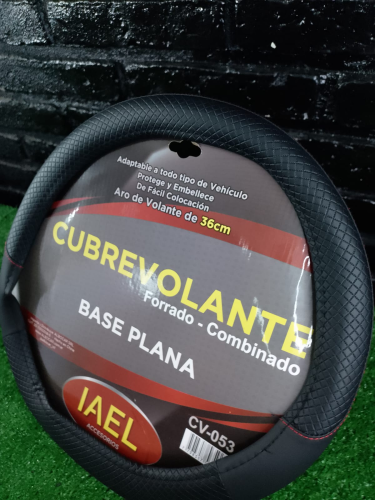 Adaptable a todo tipo de Vehículo
Protege y Embellece
De Fácil Colocación
Aro de Volante de 36cm
CUBREVOLANTE
Forrado - Combinado
BASE PLANA
IAEL
ACCESORIOS
CV-053